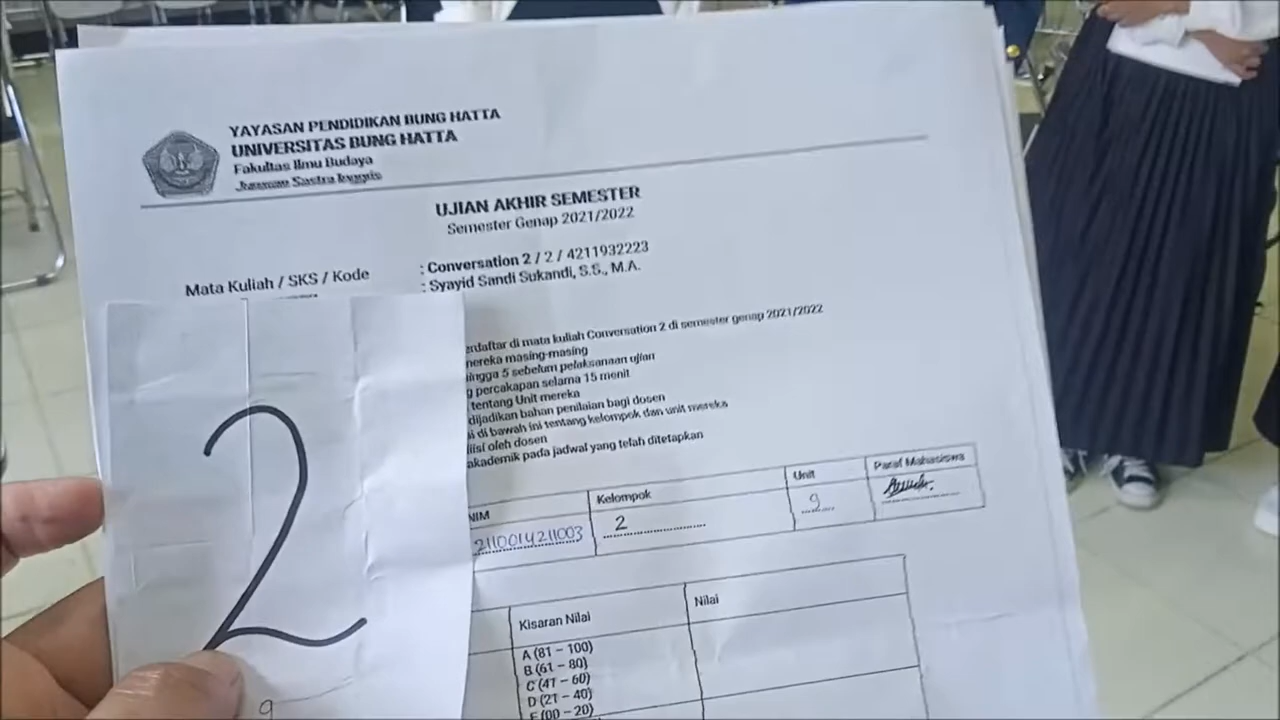 YAYASAN PENDIDIKAN BUNG HATTA
UNIVERSITAS BUNG HATTA
Fakultas Ilmu Budaya
Jurusan Sastra Inggris
UJIAN AKHIR SEMESTER
Semester Genap 2021/2022
Mata Kuliah / SKS / Kode : Conversation 2 / 2 / 4211932223
: Syayid Sandi Sukandi, S.S., M.A.
erdaftar di mata kuliah Conversation 2 di semester genap 2021/2022
mereka masing-masing
hingga 5 sebelum pelaksanaan ujian
g percakapan selama 15 menit
tentang Unit mereka
dijadikan bahan penilaian bagi dosen
si di bawah ini tentang kelompok dan unit mereka
diisi oleh dosen
akademik pada jadwal yang telah ditetapkan
NIM Kelompok Unit Paraf Mahasiswa
2110014211003 2 9
Kisaran Nilai Nilai
A (81 – 100)
B (61 – 80)
C (41 – 60)
D (21 – 40)
E (00 – 20)
2
9